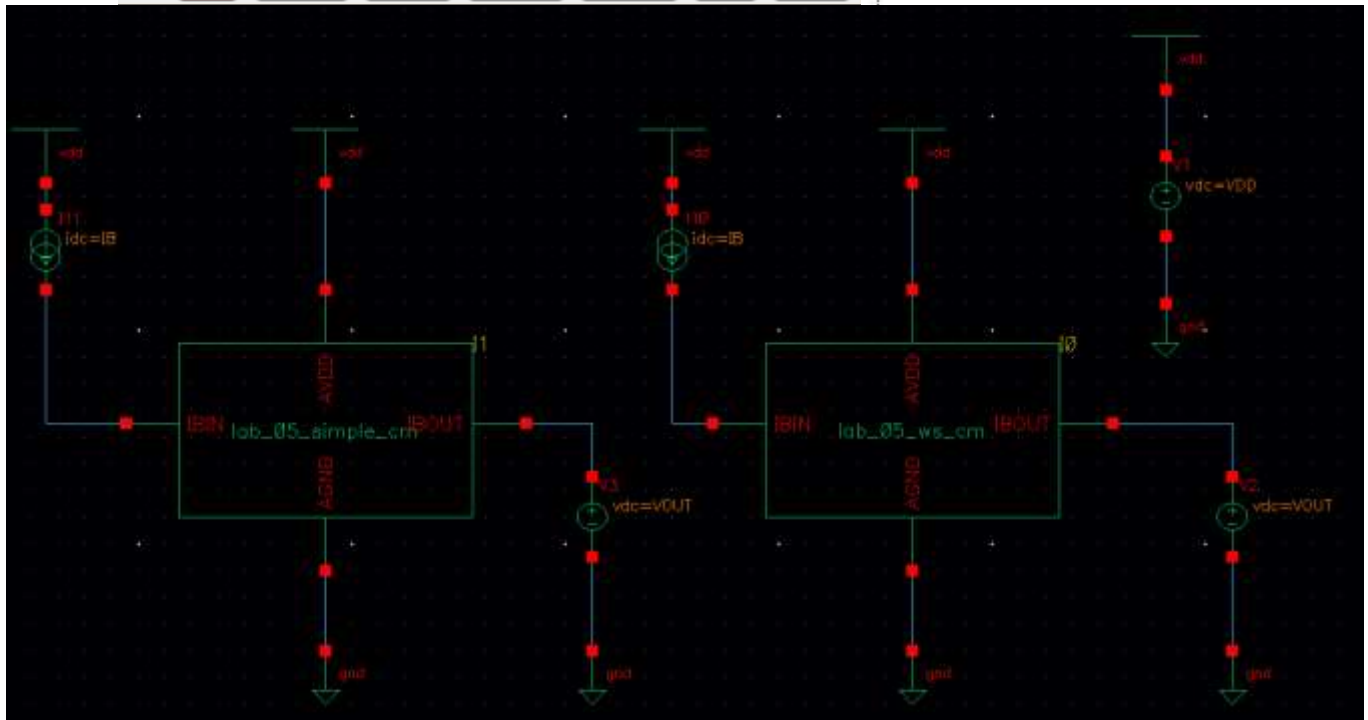 vdd
V1
vdc=VDD
gnd
vdd
I11
idc=IB
vdd
vdd
I10
idc=IB
vdd
I1
AVDD
IBIN
lab_05_simple_cm
IBOUT
AGND
I0
AVDD
IBIN
lab_05_ws_cm
IBOUT
AGND
V3
vdc=VOUT
V2
vdc=VOUT
gnd
gnd
gnd
gnd